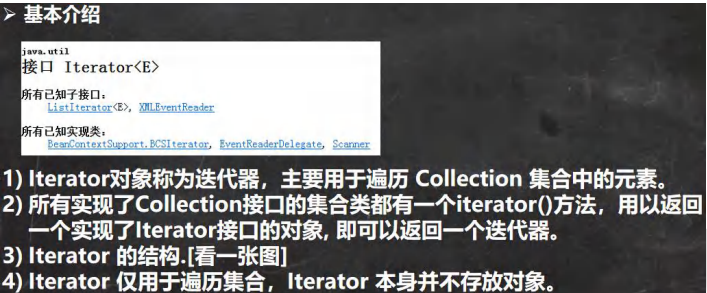 ➢ 基本介绍
java.util
接口 Iterator<E>
所有已知子接口：
ListIterator<E>, XMLEventReader
所有已知实现类：
BeanContextSupport.BCSIterator, EventReaderDelegate, Scanner
1) Iterator对象称为迭代器，主要用于遍历 Collection 集合中的元素。
2) 所有实现了Collection接口的集合类都有一个iterator()方法，用以返回
一个实现了Iterator接口的对象, 即可以返回一个迭代器。
3) Iterator 的结构.[看一张图]
4) Iterator 仅用于遍历集合，Iterator 本身并不存放对象。